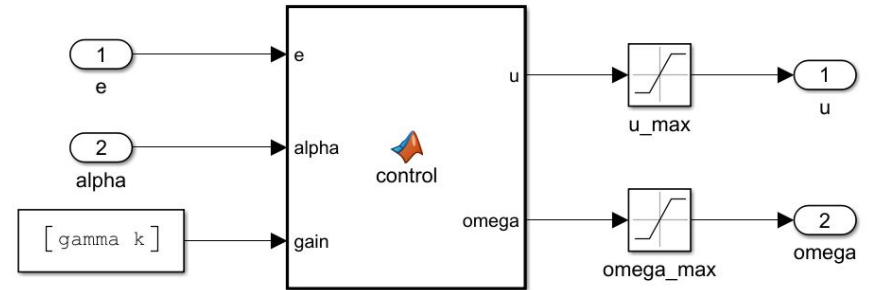 1
e
e
u
1
u
u_max
2
alpha
alpha
control
[gamma k]
gain
omega
2
omega
omega_max